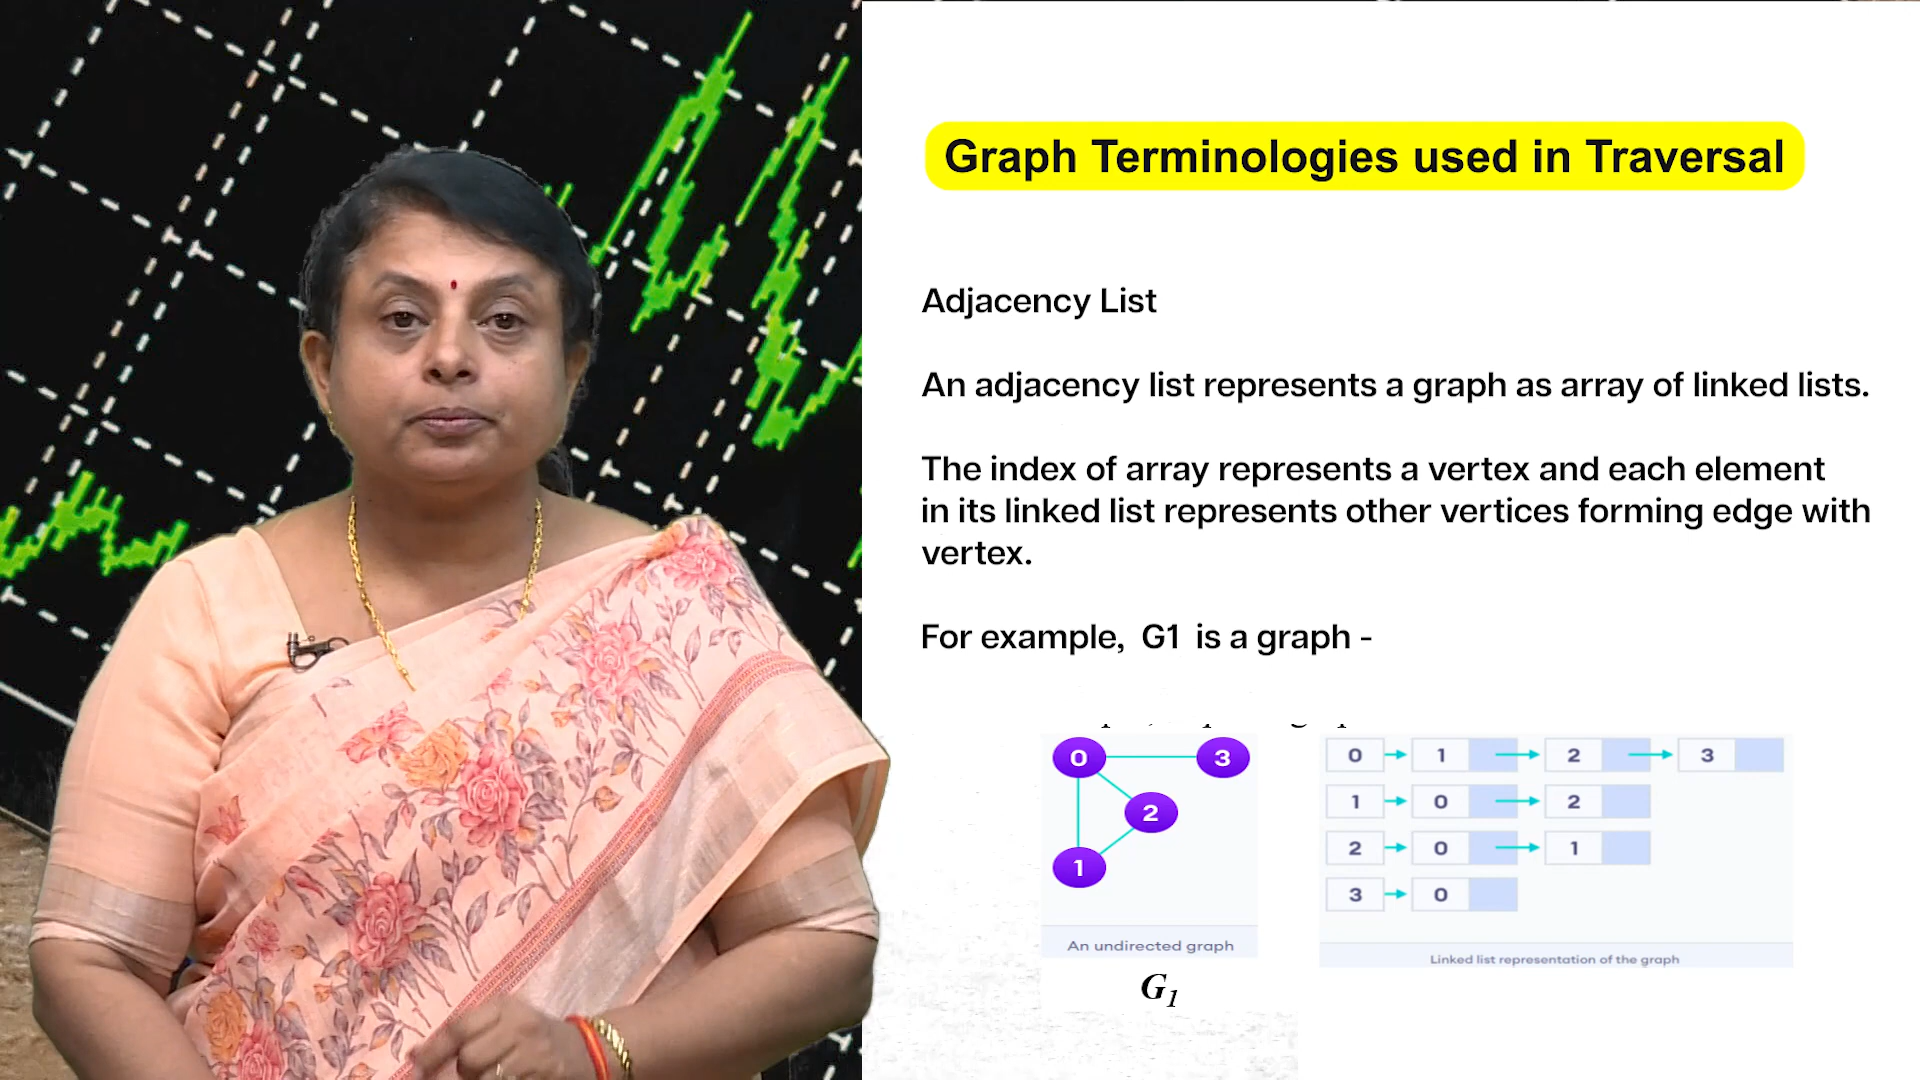 Graph Terminologies used in Traversal
Adjacency List
An adjacency list represents a graph as array of linked lists.
The index of array represents a vertex and each element
in its linked list represents other vertices forming edge with
vertex.
For example, G1 is a graph -
0 3
2
1
An undirected graph
G1
0 1 2 3
1 0 2
2 0 1
3 0
Linked list representation of the graph